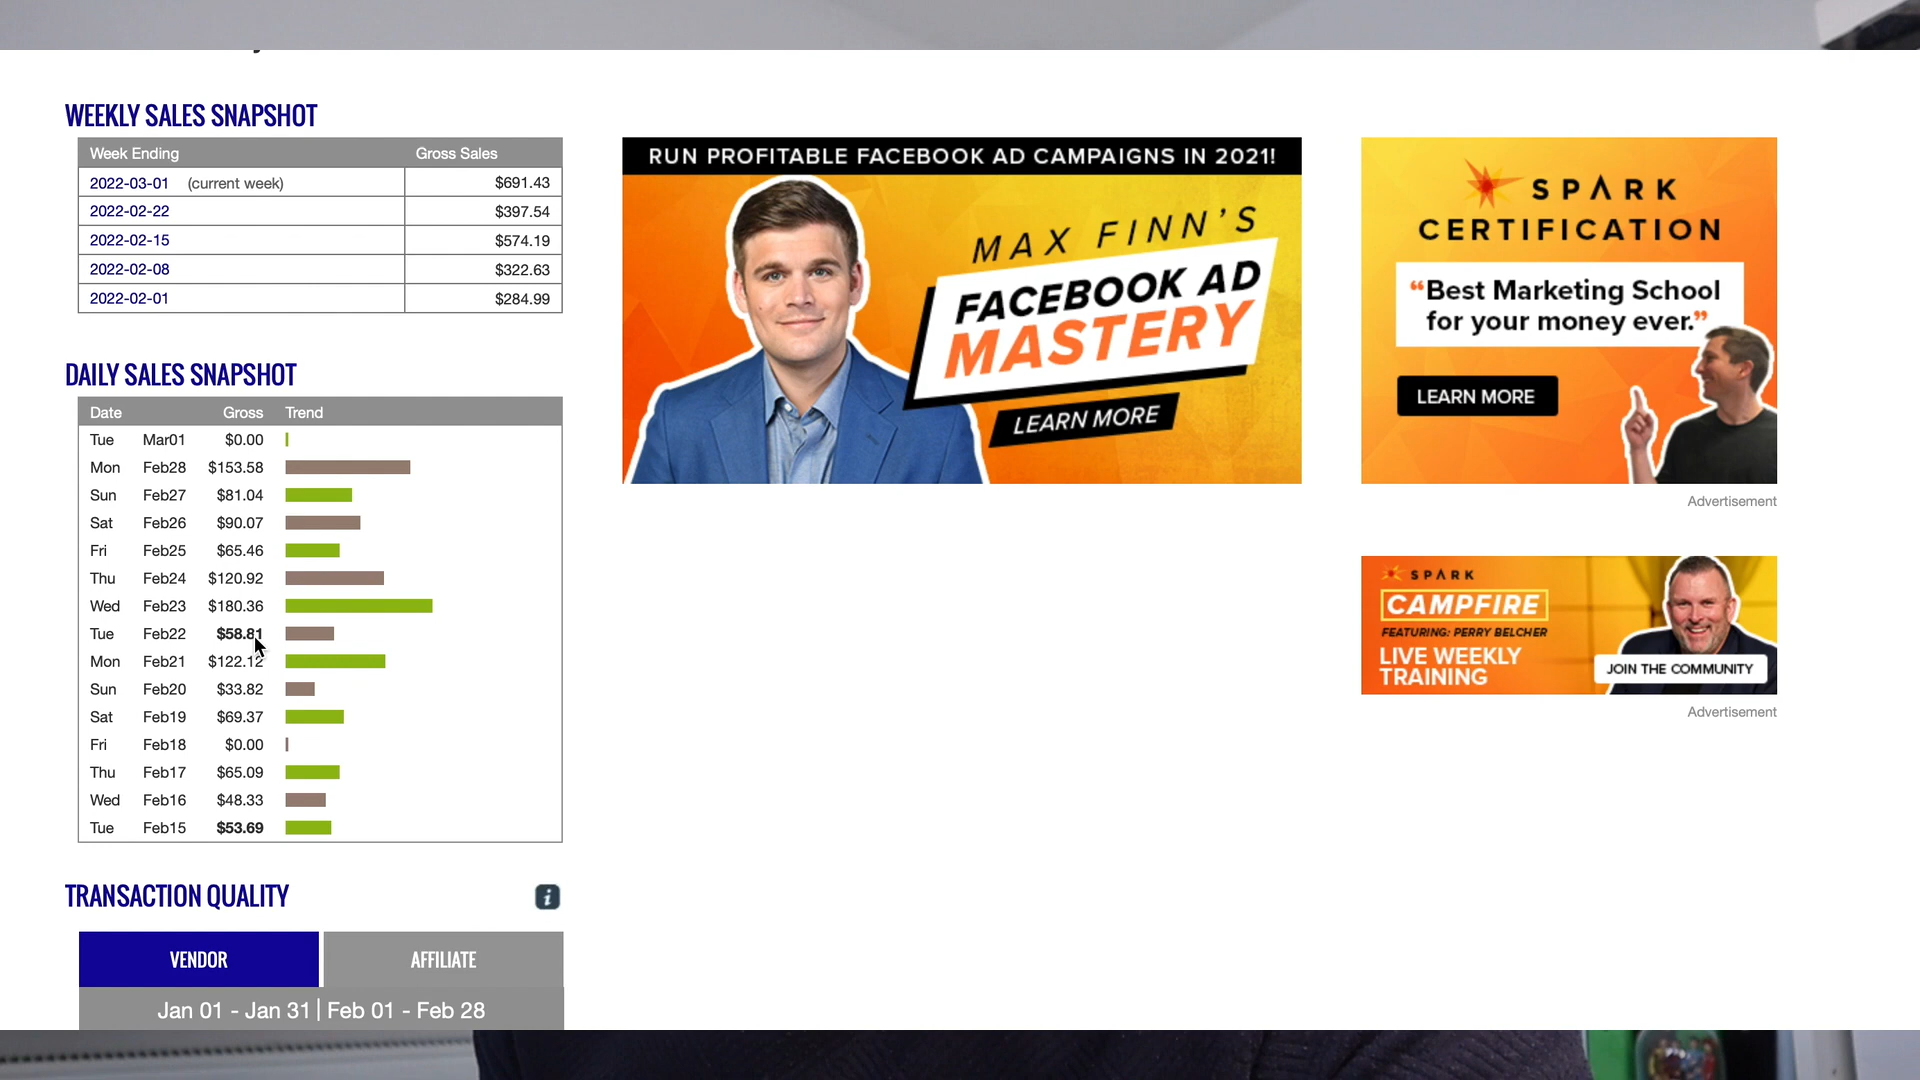 WEEKLY SALES SNAPSHOT
Week Ending Gross Sales
2022-03-01 (current week) $691.43
2022-02-22 $397.54
2022-02-15 $574.19
2022-02-08 $322.63
2022-02-01 $284.99
DAILY SALES SNAPSHOT
Date Gross Trend
Tue Mar01 $0.00
Mon Feb28 $153.58
Sun Feb27 $81.04
Sat Feb26 $90.07
Fri Feb25 $65.46
Thu Feb24 $120.92
Wed Feb23 $180.36
Tue Feb22 $58.81
Mon Feb21 $122.12
Sun Feb20 $33.82
Sat Feb19 $69.37
Fri Feb18 $0.00
Thu Feb17 $65.09
Wed Feb16 $48.33
Tue Feb15 $53.69
TRANSACTION QUALITY
i
VENDOR AFFILIATE
Jan 01 - Jan 31 | Feb 01 - Feb 28
RUN PROFITABLE FACEBOOK AD CAMPAIGNS IN 2021!
MAX FINN'S
FACEBOOK AD
MASTERY
LEARN MORE
SPARK
CERTIFICATION
“Best Marketing School
for your money ever.”
LEARN MORE
Advertisement
SPARK
CAMPFIRE
FEATURING: PERRY BELCHER
LIVE WEEKLY
TRAINING
JOIN THE COMMUNITY
Advertisement